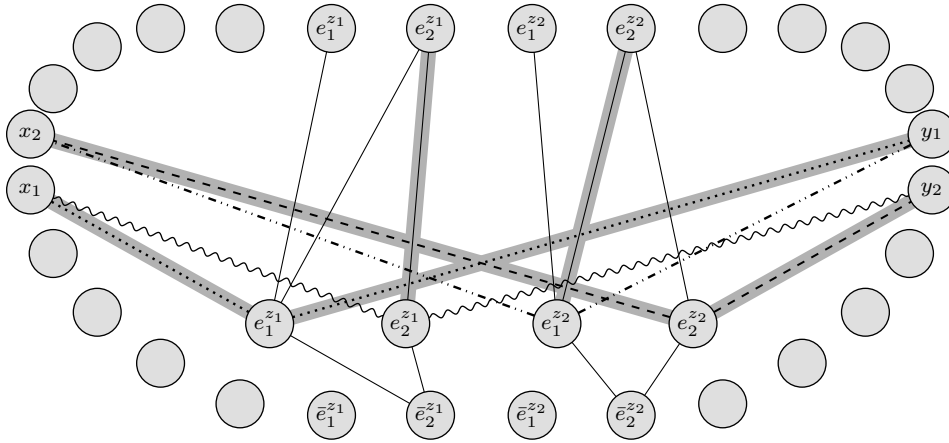 e_1^{z_1} e_2^{z_1} e_1^{z_2} e_2^{z_2}
x_2 y_1
x_1 y_2
e_1^{z_1} e_2^{z_1} e_1^{z_2} e_2^{z_2}
ē_1^{z_1} ē_2^{z_1} ē_1^{z_2} ē_2^{z_2}